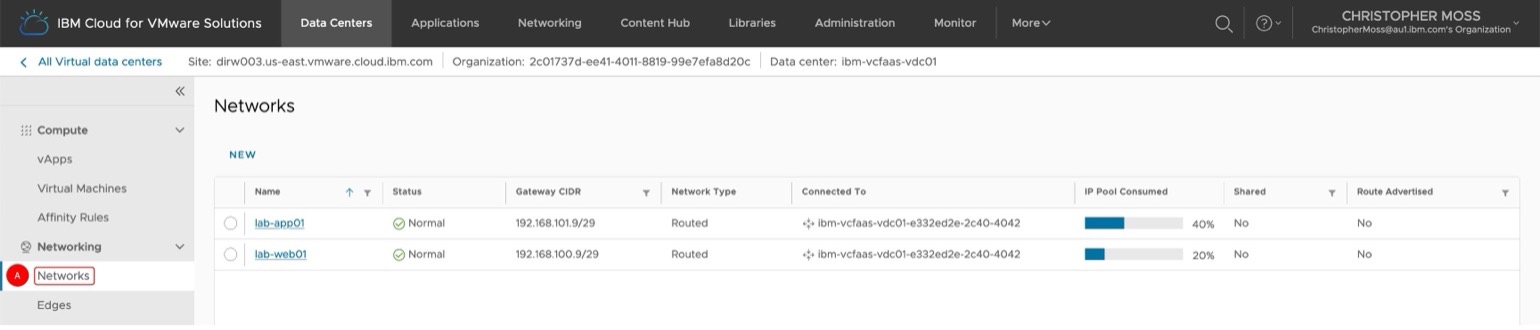 IBM Cloud for VMware Solutions Data Centers Applications Networking Content Hub Libraries Administration Monitor More CHRISTOPHER MOSS
ChristopherMoss@au1.ibm.com's Organization
All Virtual data centers Site: dirw003.us-east.vmware.cloud.ibm.com Organization: 2c01737d-ee41-4011-8819-99e7efa8d20c Data center: ibm-vcfaas-vdc01
Compute
vApps
Virtual Machines
Affinity Rules
Networking
A Networks
Edges
Networks
NEW
Name Status Gateway CIDR Network Type Connected To IP Pool Consumed Shared Route Advertised
lab-app01 Normal 192.168.101.9/29 Routed ibm-vcfaas-vdc01-e332ed2e-2c40-4042 40% No No
lab-web01 Normal 192.168.100.9/29 Routed ibm-vcfaas-vdc01-e332ed2e-2c40-4042 20% No No